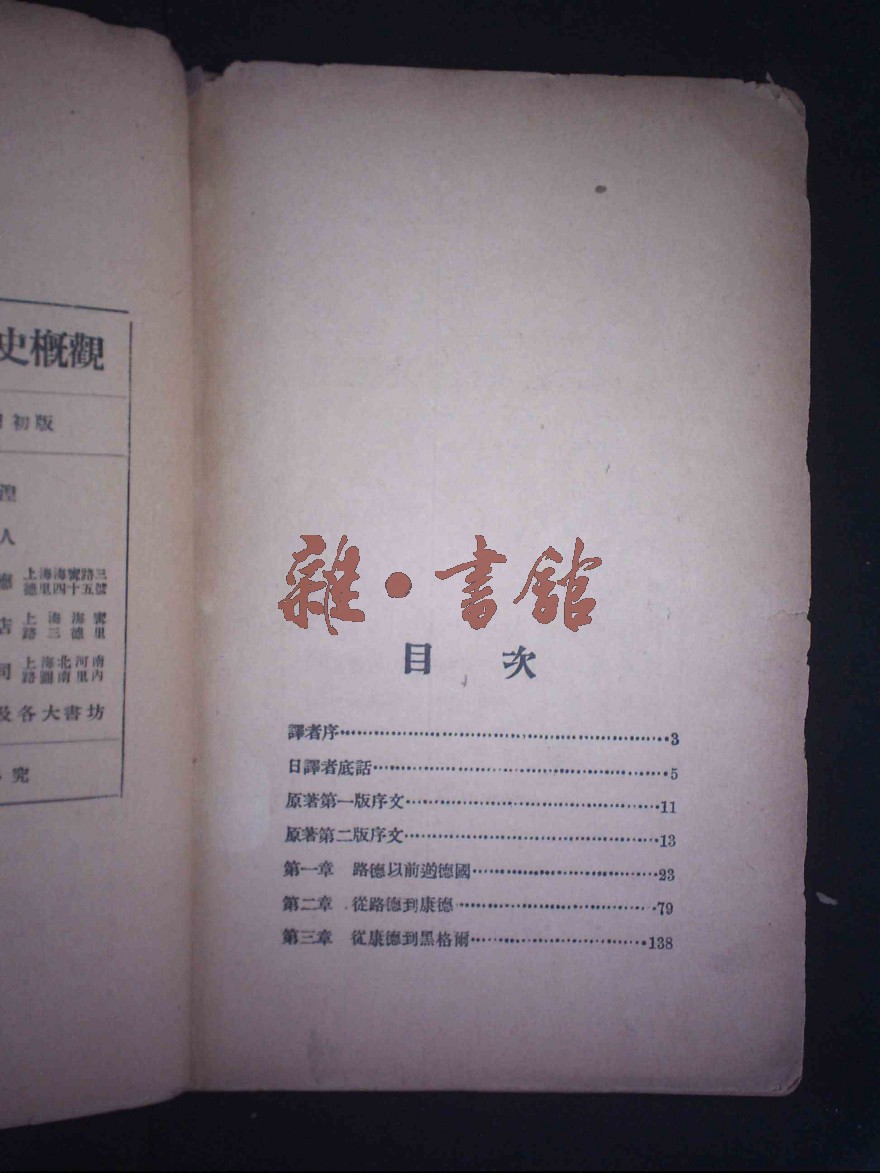 史概觀
初版
人
上海海寗路三
德里四十五號
店
上海海寗
路三德里
司
上海北河南
路圖南里內
及各大書坊
究
雜•書館
目次
譯者序 3
日譯者底話 5
原著第一版序文 11
原著第二版序文 13
第一章 路德以前的德國 23
第二章 從路德到康德 79
第三章 從康德到黑格爾 138